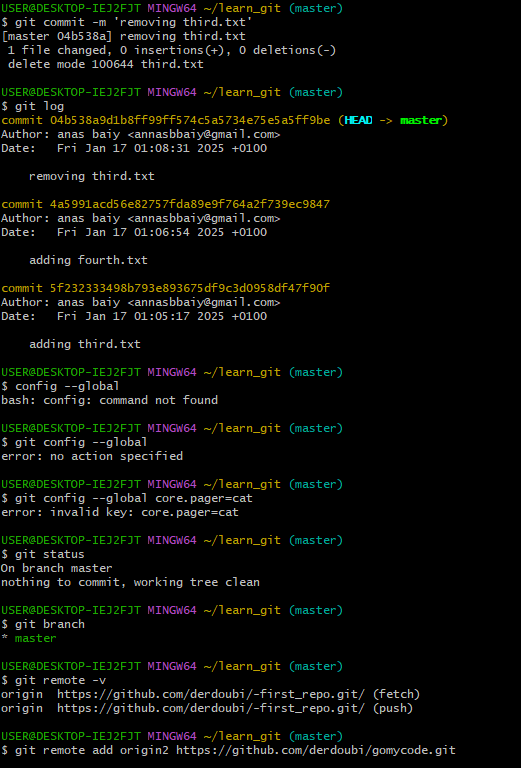 USER@DESKTOP-IEJ2FJT MINGW64 ~/learn_git (master)
$ git commit -m 'removing third.txt'
[master 04b538a] removing third.txt
 1 file changed, 0 insertions(+), 0 deletions(-)
 delete mode 100644 third.txt

USER@DESKTOP-IEJ2FJT MINGW64 ~/learn_git (master)
$ git log
commit 04b538a9d1b8ff99ff574c5a5734e75e5a5ff9be (HEAD -> master)
Author: anas baiy <annasbbaiy@gmail.com>
Date:   Fri Jan 17 01:08:31 2025 +0100

    removing third.txt

commit 4a5991acd56e82757fda89e9f764a2f739ec9847
Author: anas baiy <annasbbaiy@gmail.com>
Date:   Fri Jan 17 01:06:54 2025 +0100

    adding fourth.txt

commit 5f232333498b793e893675df9c3d0958df47f90f
Author: anas baiy <annasbbaiy@gmail.com>
Date:   Fri Jan 17 01:05:17 2025 +0100

    adding third.txt

USER@DESKTOP-IEJ2FJT MINGW64 ~/learn_git (master)
$ config --global
bash: config: command not found

USER@DESKTOP-IEJ2FJT MINGW64 ~/learn_git (master)
$ git config --global
error: no action specified

USER@DESKTOP-IEJ2FJT MINGW64 ~/learn_git (master)
$ git config --global core.pager=cat
error: invalid key: core.pager=cat

USER@DESKTOP-IEJ2FJT MINGW64 ~/learn_git (master)
$ git status
On branch master
nothing to commit, working tree clean

USER@DESKTOP-IEJ2FJT MINGW64 ~/learn_git (master)
$ git branch
* master

USER@DESKTOP-IEJ2FJT MINGW64 ~/learn_git (master)
$ git remote -v
origin  https://github.com/derdoubi/-first_repo.git/ (fetch)
origin  https://github.com/derdoubi/-first_repo.git/ (push)

USER@DESKTOP-IEJ2FJT MINGW64 ~/learn_git (master)
$ git remote add origin2 https://github.com/derdoubi/gomycode.git